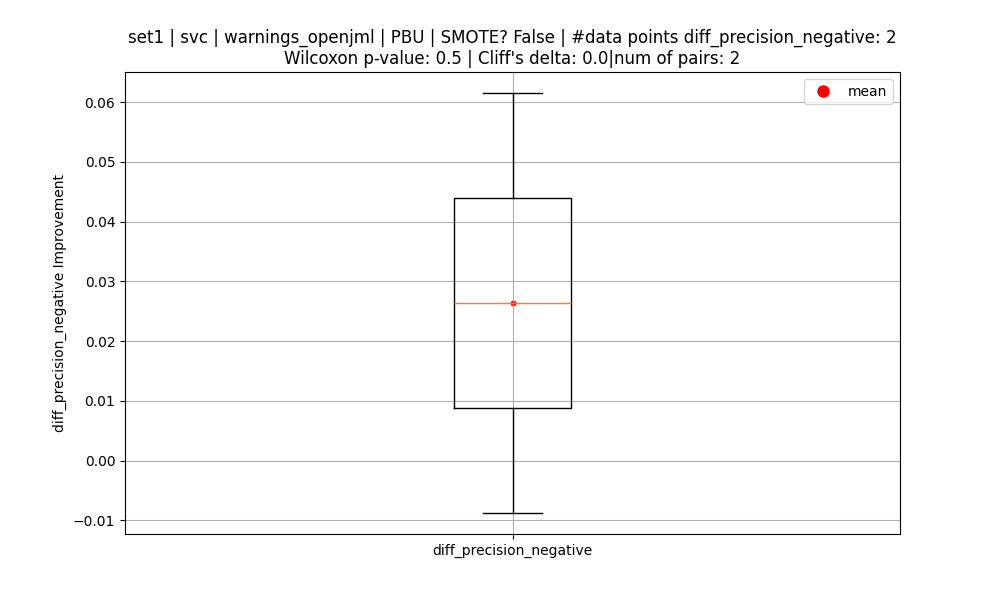 set1 | svc | warnings_openjml | PBU | SMOTE? False | #data points diff_precision_negative: 2
Wilcoxon p-value: 0.5 | Cliff's delta: 0.0|num of pairs: 2
mean
0.06
0.05
0.04
0.03
0.02
0.01
0.00
−0.01
diff_precision_negative Improvement
diff_precision_negative